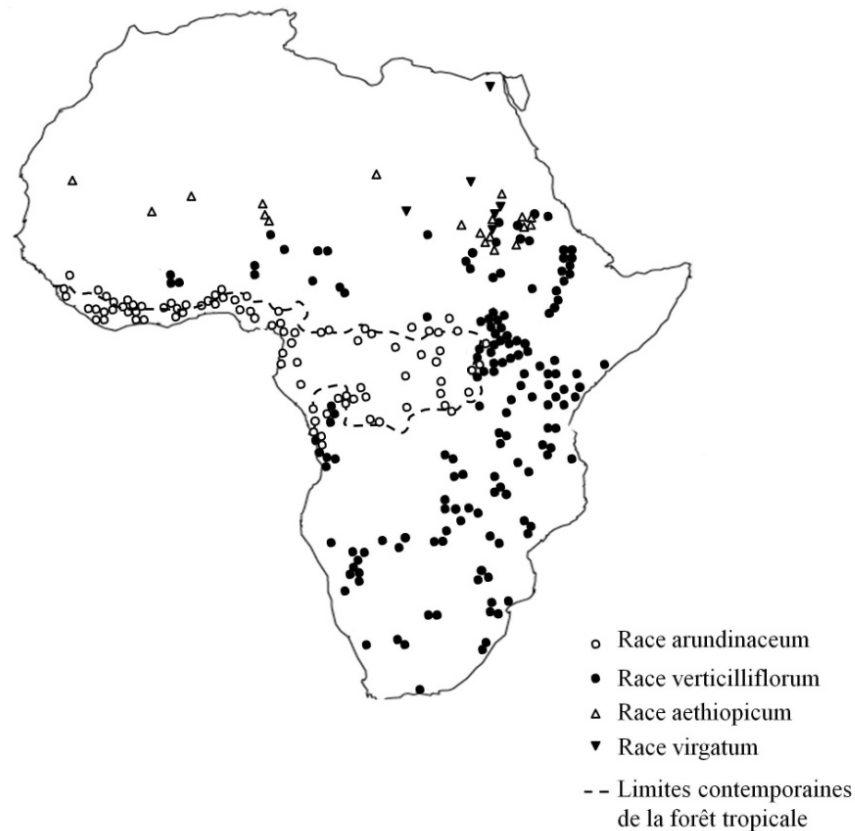 Race arundinaceum
Race verticilliflorum
Race aethiopicum
Race virgatum
Limites contemporaines
de la forêt tropicale